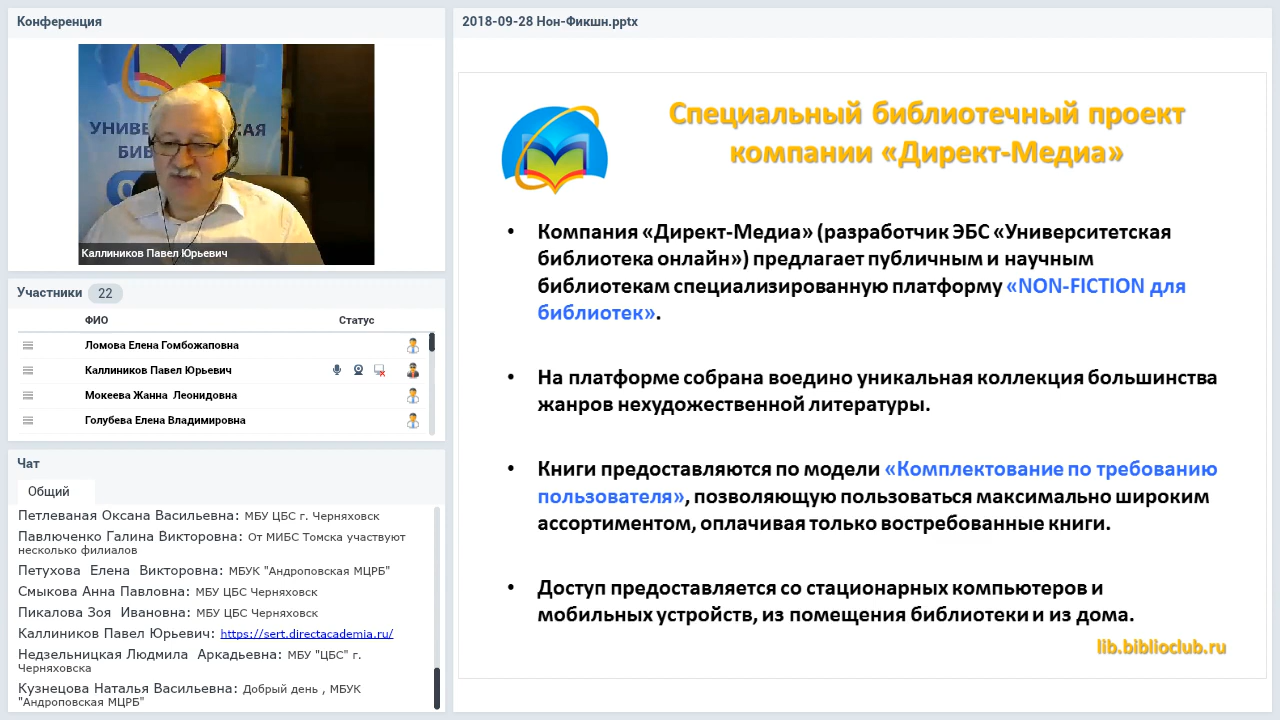 Конференция
УНИВЕ СКАЯ
БИБ
Каллиников Павел Юрьевич
Участники 22
ФИО Статус
Ломова Елена Гомбожаповна
Каллиников Павел Юрьевич
Мокеева Жанна Леонидовна
Голубева Елена Владимировна
Чат
Общий
Петлеваная Оксана Васильевна: МБУ ЦБС г. Черняховск
Павлюченко Галина Викторовна: От МИБС Томска участвуют
несколько филиалов
Петухова Елена Викторовна: МБУК "Андроповская МЦРБ"
Смыкова Анна Павловна: МБУ ЦБС Черняховск
Пикалова Зоя Ивановна: МБУ ЦБС Черняховск
Каллиников Павел Юрьевич: https://sert.directacademia.ru/
Недзельницкая Людмила Аркадьевна: МБУ "ЦБС" г.
Черняховска
Кузнецова Наталья Васильевна: Добрый день , МБУК
"Андроповская МЦРБ"
2018-09-28 Нон-Фикшн.pptx
Специальный библиотечный проект
компании «Директ-Медиа»
• Компания «Директ-Медиа» (разработчик ЭБС «Университетская
библиотека онлайн») предлагает публичным и научным
библиотекам специализированную платформу «NON-FICTION для
библиотек».
• На платформе собрана воедино уникальная коллекция большинства
жанров нехудожественной литературы.
• Книги предоставляются по модели «Комплектование по требованию
пользователя», позволяющую пользоваться максимально широким
ассортиментом, оплачивая только востребованные книги.
• Доступ предоставляется со стационарных компьютеров и
мобильных устройств, из помещения библиотеки и из дома.
lib.biblioclub.ru